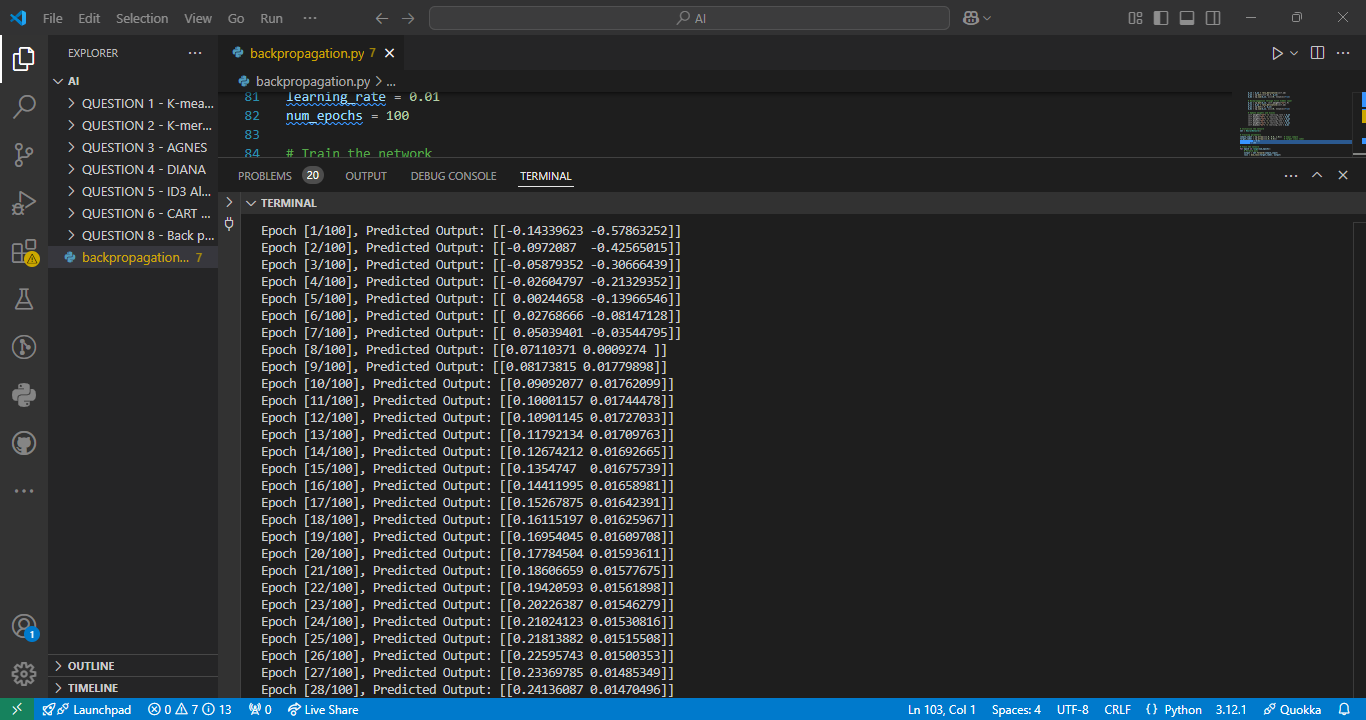 File Edit Selection View Go Run ··· AI
EXPLORER ···
AI
QUESTION 1 - K-mea...
QUESTION 2 - K-mer...
QUESTION 3 - AGNES
QUESTION 4 - DIANA
QUESTION 5 - ID3 Al...
QUESTION 6 - CART ...
QUESTION 8 - Back p...
backpropagation... 7
OUTLINE
TIMELINE
backpropagation.py 7
backpropagation.py > ...
81 learning_rate = 0.01
82 num_epochs = 100
83
84 # Train the network
PROBLEMS 20 OUTPUT DEBUG CONSOLE TERMINAL
TERMINAL
Epoch [1/100], Predicted Output: [[-0.14339623 -0.57863252]]
Epoch [2/100], Predicted Output: [[-0.0972087  -0.42565015]]
Epoch [3/100], Predicted Output: [[-0.05879352 -0.30666439]]
Epoch [4/100], Predicted Output: [[-0.02604797 -0.21329352]]
Epoch [5/100], Predicted Output: [[ 0.00244658 -0.13966546]]
Epoch [6/100], Predicted Output: [[ 0.02768666 -0.08147128]]
Epoch [7/100], Predicted Output: [[ 0.05039401 -0.03544795]]
Epoch [8/100], Predicted Output: [[0.07110371 0.0009274 ]]
Epoch [9/100], Predicted Output: [[0.08173815 0.01779898]]
Epoch [10/100], Predicted Output: [[0.09092077 0.01762099]]
Epoch [11/100], Predicted Output: [[0.10001157 0.01744478]]
Epoch [12/100], Predicted Output: [[0.10901145 0.01727033]]
Epoch [13/100], Predicted Output: [[0.11792134 0.01709763]]
Epoch [14/100], Predicted Output: [[0.12674212 0.01692665]]
Epoch [15/100], Predicted Output: [[0.1354747  0.01675739]]
Epoch [16/100], Predicted Output: [[0.14411995 0.01658981]]
Epoch [17/100], Predicted Output: [[0.15267875 0.01642391]]
Epoch [18/100], Predicted Output: [[0.16115197 0.01625967]]
Epoch [19/100], Predicted Output: [[0.16954045 0.01609708]]
Epoch [20/100], Predicted Output: [[0.17784504 0.01593611]]
Epoch [21/100], Predicted Output: [[0.18606659 0.01577675]]
Epoch [22/100], Predicted Output: [[0.19420593 0.01561898]]
Epoch [23/100], Predicted Output: [[0.20226387 0.01546279]]
Epoch [24/100], Predicted Output: [[0.21024123 0.01530816]]
Epoch [25/100], Predicted Output: [[0.21813882 0.01515508]]
Epoch [26/100], Predicted Output: [[0.22595743 0.01500353]]
Epoch [27/100], Predicted Output: [[0.23369785 0.01485349]]
Epoch [28/100], Predicted Output: [[0.24136087 0.01470496]]
1
Launchpad 0 7 13 0 Live Share Ln 103, Col 1 Spaces: 4 UTF-8 CRLF {} Python 3.12.1 Quokka